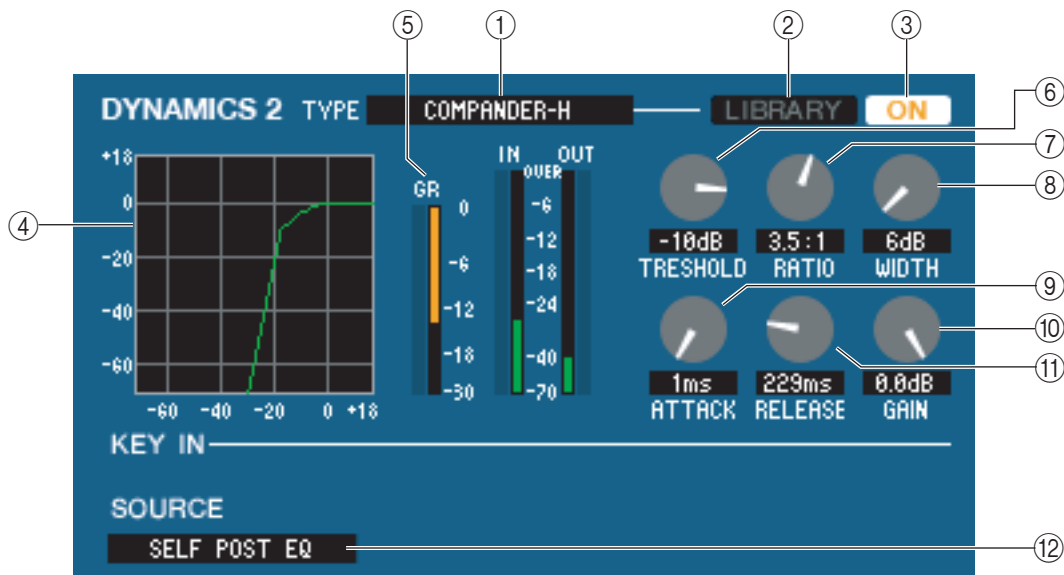 ⑤ ① ② ③
DYNAMICS 2 TYPE COMPANDER-H LIBRARY ON ⑥
+18 IN OUT ⑦
OVER
GR
0 0 -6 ⑧
④
-20 -6 -12 -10dB 3.5:1 6dB
-18 TRESHOLD RATIO WIDTH
-40 -12 -24 ⑨
⑩
-60 -18 -40 ⑪
-30 -70 1ms 229ms 0.0dB
-60 -40 -20 0 +18 ATTACK RELEASE GAIN
KEY IN
SOURCE
SELF POST EQ ⑫